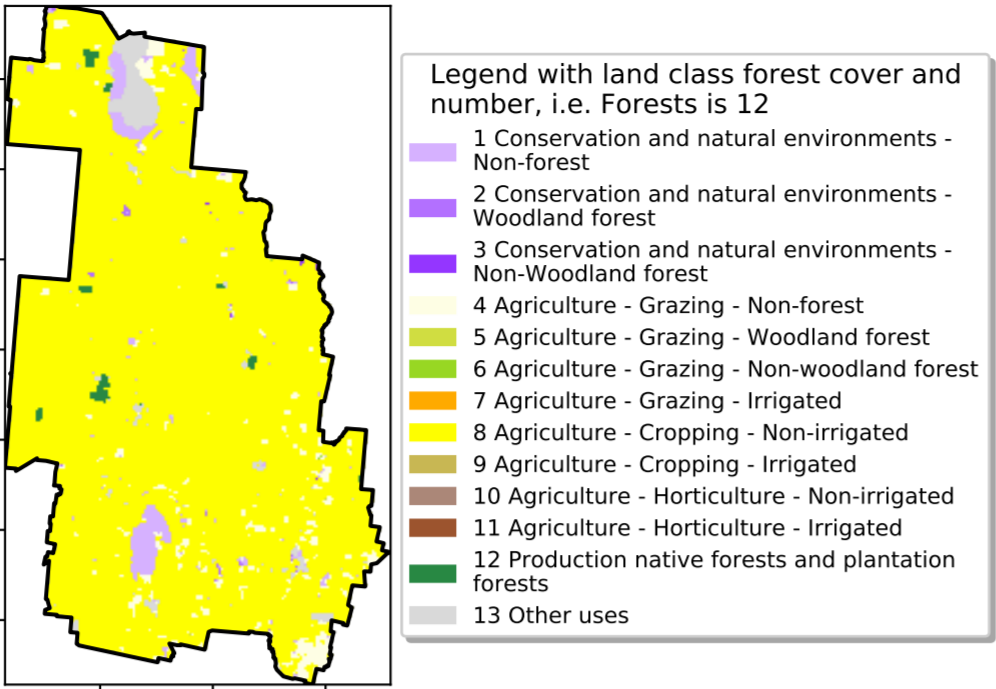 Legend with land class forest cover and
number, i.e. Forests is 12
1 Conservation and natural environments -
Non-forest
2 Conservation and natural environments -
Woodland forest
3 Conservation and natural environments -
Non-Woodland forest
4 Agriculture - Grazing - Non-forest
5 Agriculture - Grazing - Woodland forest
6 Agriculture - Grazing - Non-woodland forest
7 Agriculture - Grazing - Irrigated
8 Agriculture - Cropping - Non-irrigated
9 Agriculture - Cropping - Irrigated
10 Agriculture - Horticulture - Non-irrigated
11 Agriculture - Horticulture - Irrigated
12 Production native forests and plantation
forests
13 Other uses